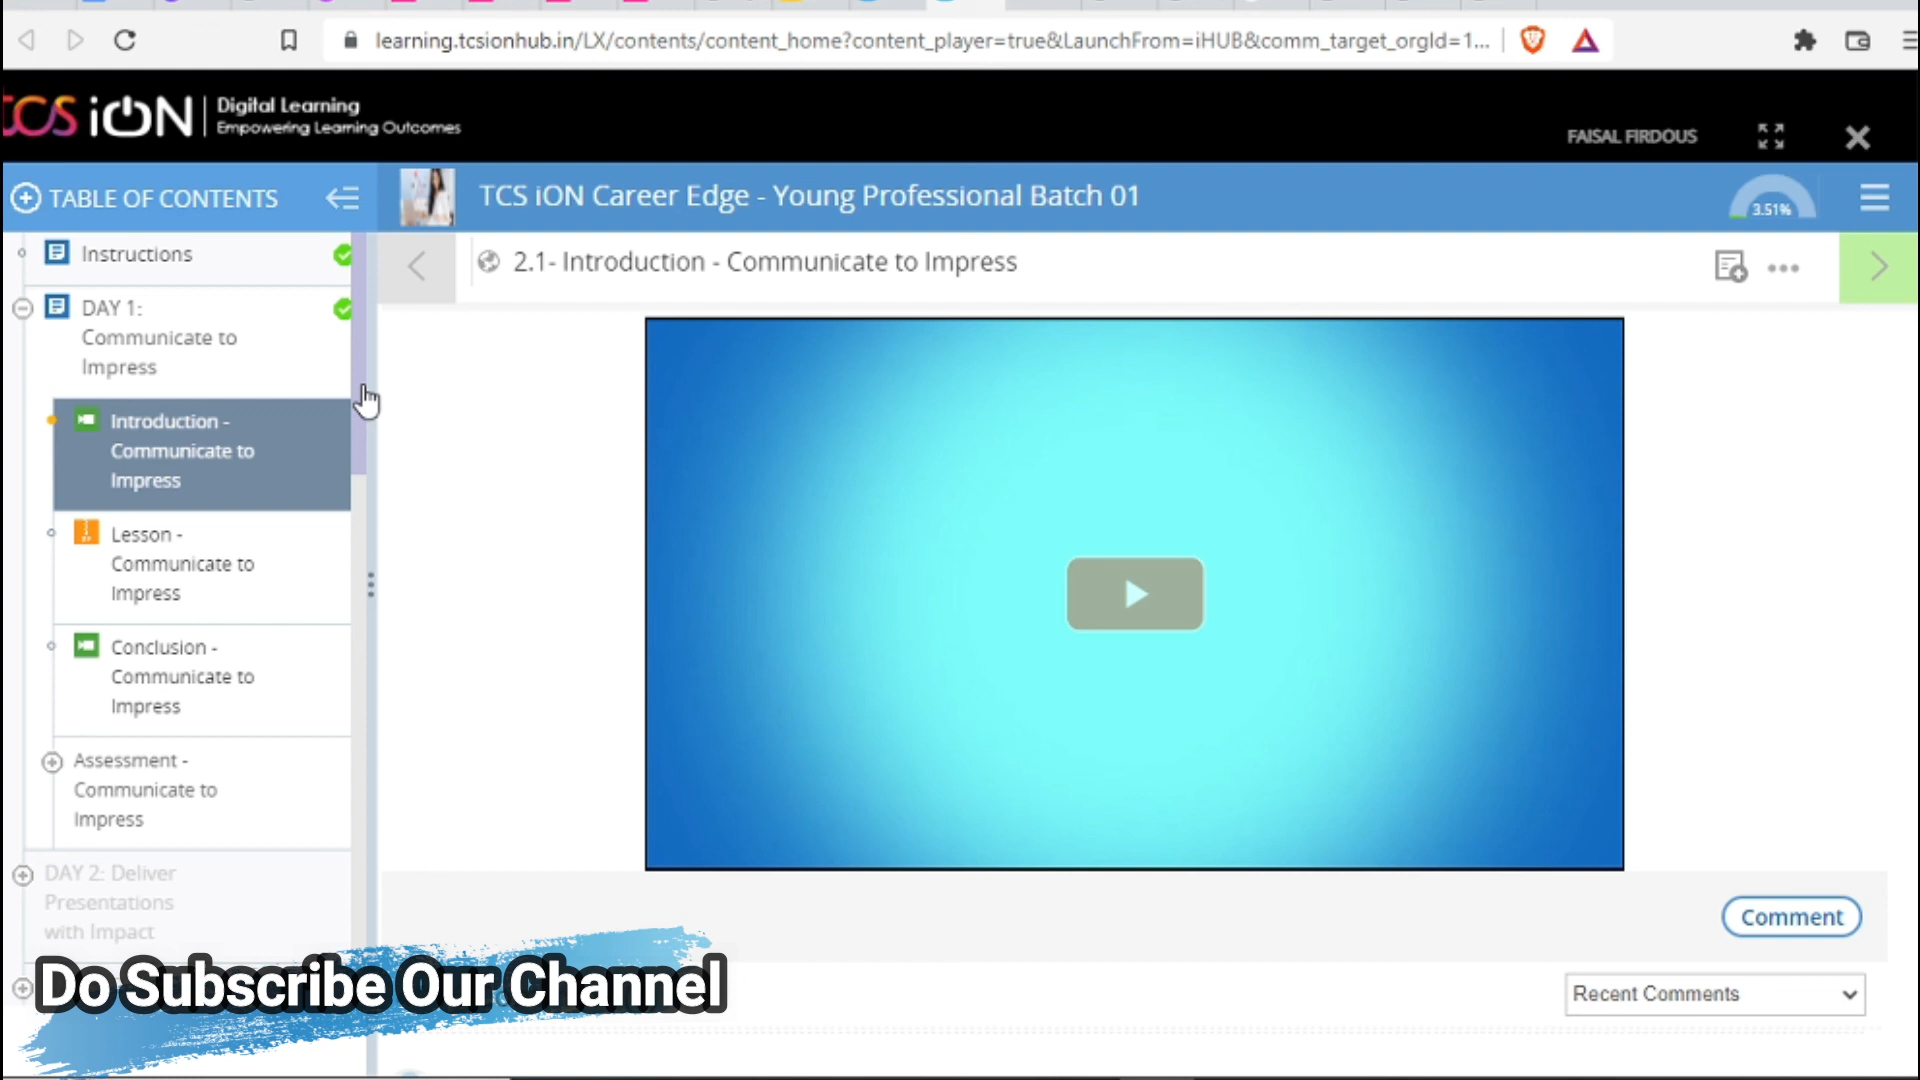 learning.tcsionhub.in/LX/contents/content_home?content_player=true&LaunchFrom=iHUB&comm_target_orgId=1...
TCS iON
Digital Learning
Empowering Learning Outcomes
FAISAL FIRDOUS
TABLE OF CONTENTS
TCS iON Career Edge - Young Professional Batch 01
3.51%
Instructions
2.1- Introduction - Communicate to Impress
DAY 1:
Communicate to
Impress
Introduction -
Communicate to
Impress
Lesson -
Communicate to
Impress
Conclusion -
Communicate to
Impress
Assessment -
Communicate to
Impress
DAY 2: Deliver
Presentations
with Impact
Comment
Recent Comments
Do Subscribe Our Channel